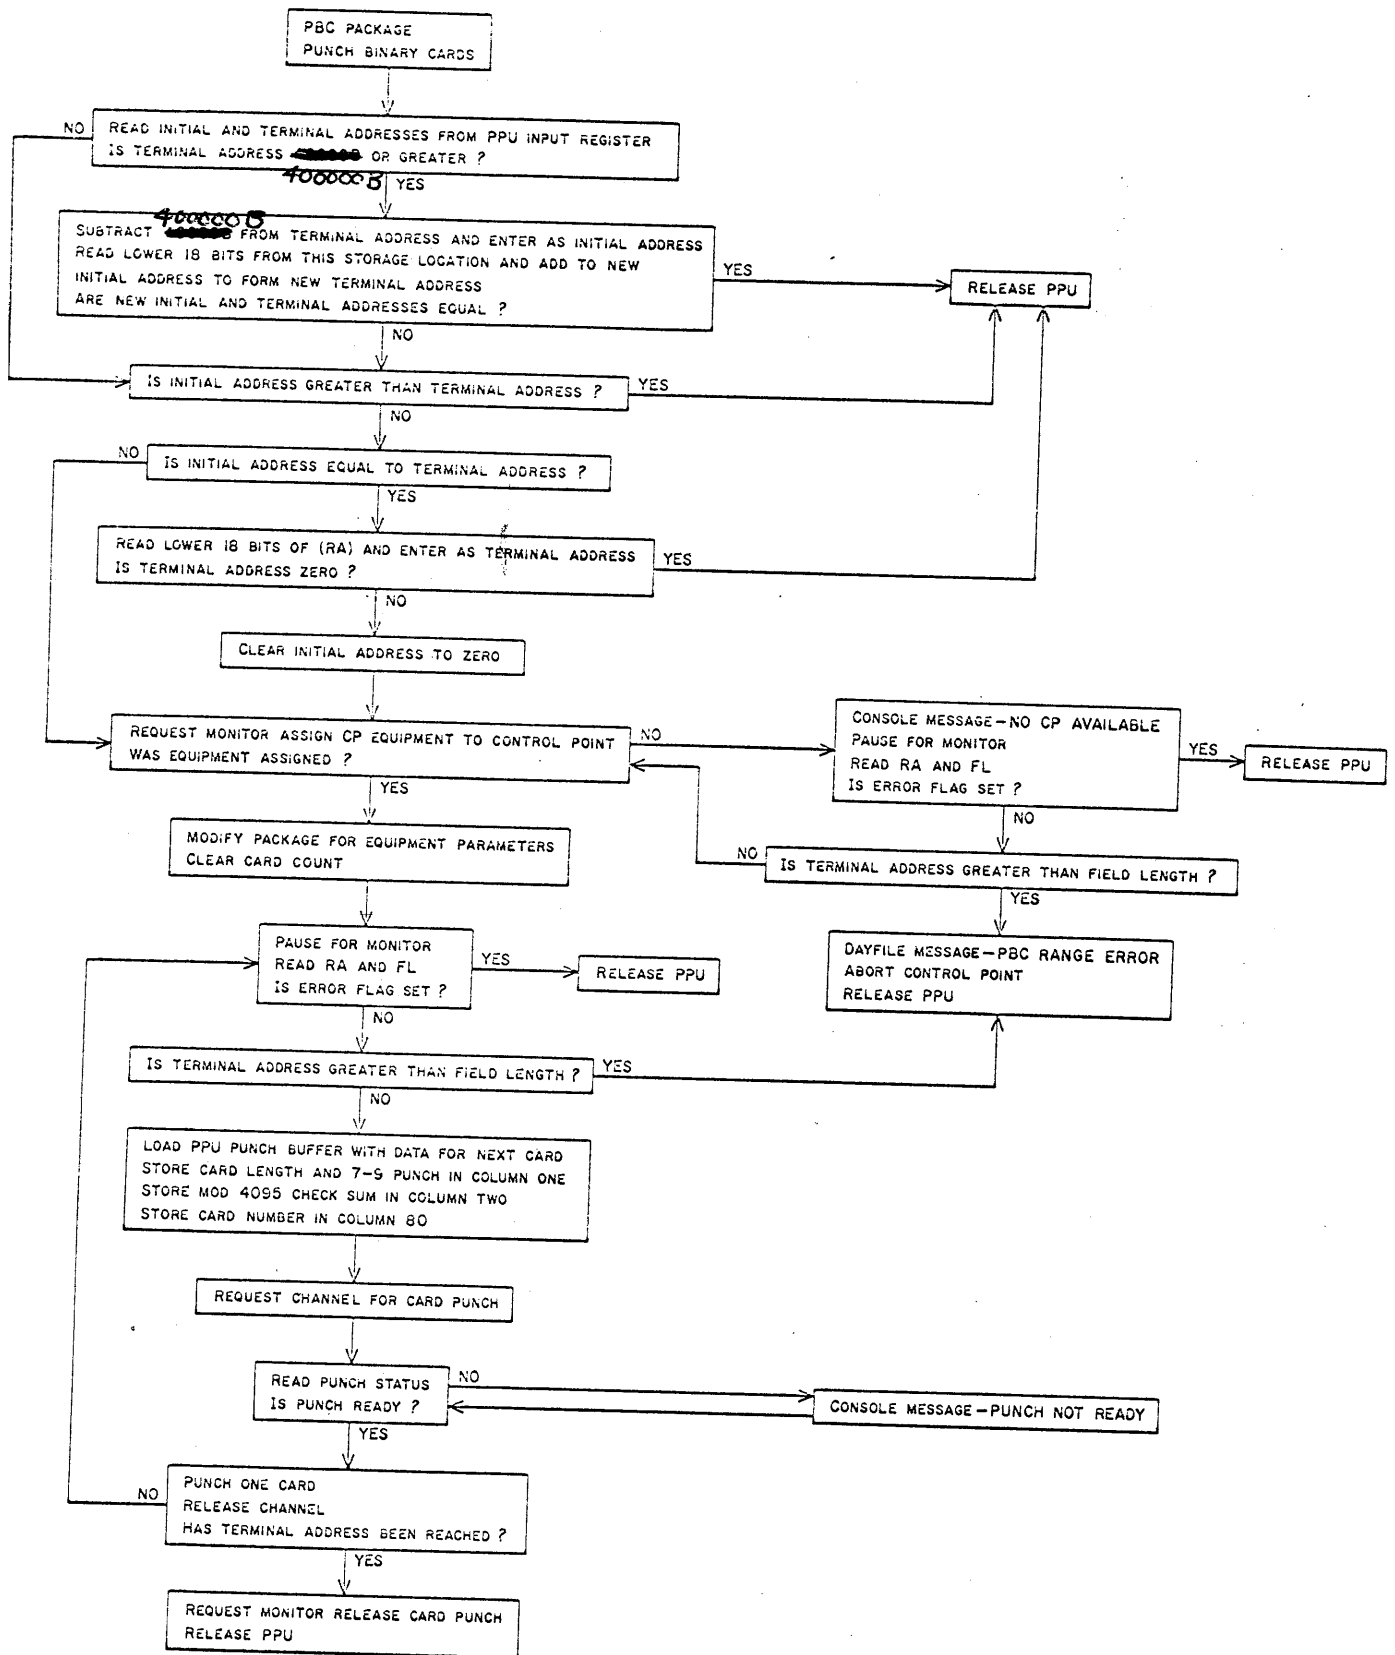 PBC PACKAGE
PUNCH BINARY CARDS
NO
READ INITIAL AND TERMINAL ADDRESSES FROM PPU INPUT REGISTER
IS TERMINAL ADDRESS OR GREATER ?
400000B
YES
400000B
SUBTRACT FROM TERMINAL ADDRESS AND ENTER AS INITIAL ADDRESS
READ LOWER 18 BITS FROM THIS STORAGE LOCATION AND ADD TO NEW
INITIAL ADDRESS TO FORM NEW TERMINAL ADDRESS
ARE NEW INITIAL AND TERMINAL ADDRESSES EQUAL ?
YES
RELEASE PPU
NO
IS INITIAL ADDRESS GREATER THAN TERMINAL ADDRESS ?
YES
NO
NO
IS INITIAL ADDRESS EQUAL TO TERMINAL ADDRESS ?
YES
READ LOWER 18 BITS OF (RA) AND ENTER AS TERMINAL ADDRESS
IS TERMINAL ADDRESS ZERO ?
YES
NO
CLEAR INITIAL ADDRESS TO ZERO
REQUEST MONITOR ASSIGN CP EQUIPMENT TO CONTROL POINT
WAS EQUIPMENT ASSIGNED ?
NO
CONSOLE MESSAGE-NO CP AVAILABLE
PAUSE FOR MONITOR
READ RA AND FL
IS ERROR FLAG SET ?
YES
RELEASE PPU
YES
NO
MODIFY PACKAGE FOR EQUIPMENT PARAMETERS
CLEAR CARD COUNT
NO
IS TERMINAL ADDRESS GREATER THAN FIELD LENGTH ?
YES
PAUSE FOR MONITOR
READ RA AND FL
IS ERROR FLAG SET ?
YES
RELEASE PPU
DAYFILE MESSAGE-PBC RANGE ERROR
ABORT CONTROL POINT
RELEASE PPU
NO
IS TERMINAL ADDRESS GREATER THAN FIELD LENGTH ?
YES
NO
LOAD PPU PUNCH BUFFER WITH DATA FOR NEXT CARD
STORE CARD LENGTH AND 7-9 PUNCH IN COLUMN ONE
STORE MOD 4095 CHECK SUM IN COLUMN TWO
STORE CARD NUMBER IN COLUMN 80
REQUEST CHANNEL FOR CARD PUNCH
READ PUNCH STATUS
IS PUNCH READY ?
NO
CONSOLE MESSAGE-PUNCH NOT READY
YES
NO
PUNCH ONE CARD
RELEASE CHANNEL
HAS TERMINAL ADDRESS BEEN REACHED ?
YES
REQUEST MONITOR RELEASE CARD PUNCH
RELEASE PPU